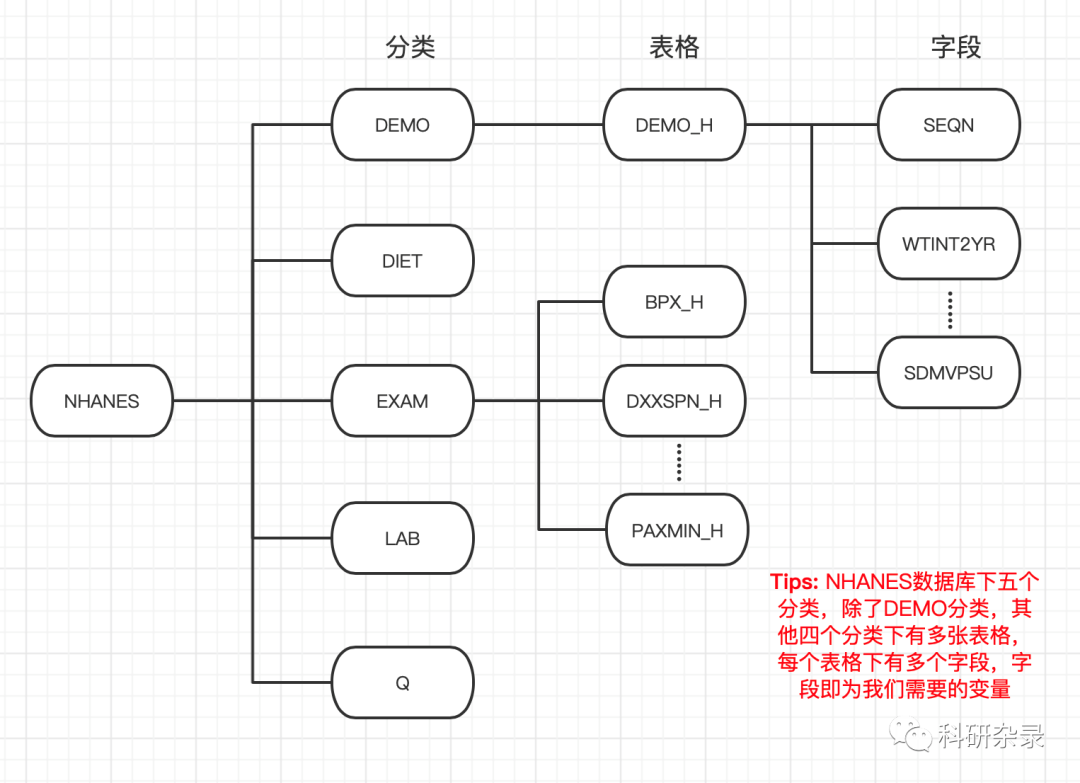 分类
表格
字段
DEMO
DEMO_H
SEQN
WTINT2YR
DIET
BPX_H
SDMVPSU
NHANES
EXAM
DXXSPN_H
PAXMIN_H
LAB
Q
Tips: NHANES数据库下五个
分类，除了DEMO分类，其
他四个分类下有多张表格，
每个表格下有多个字段，字
段即为我们需要的变量
科研杂录